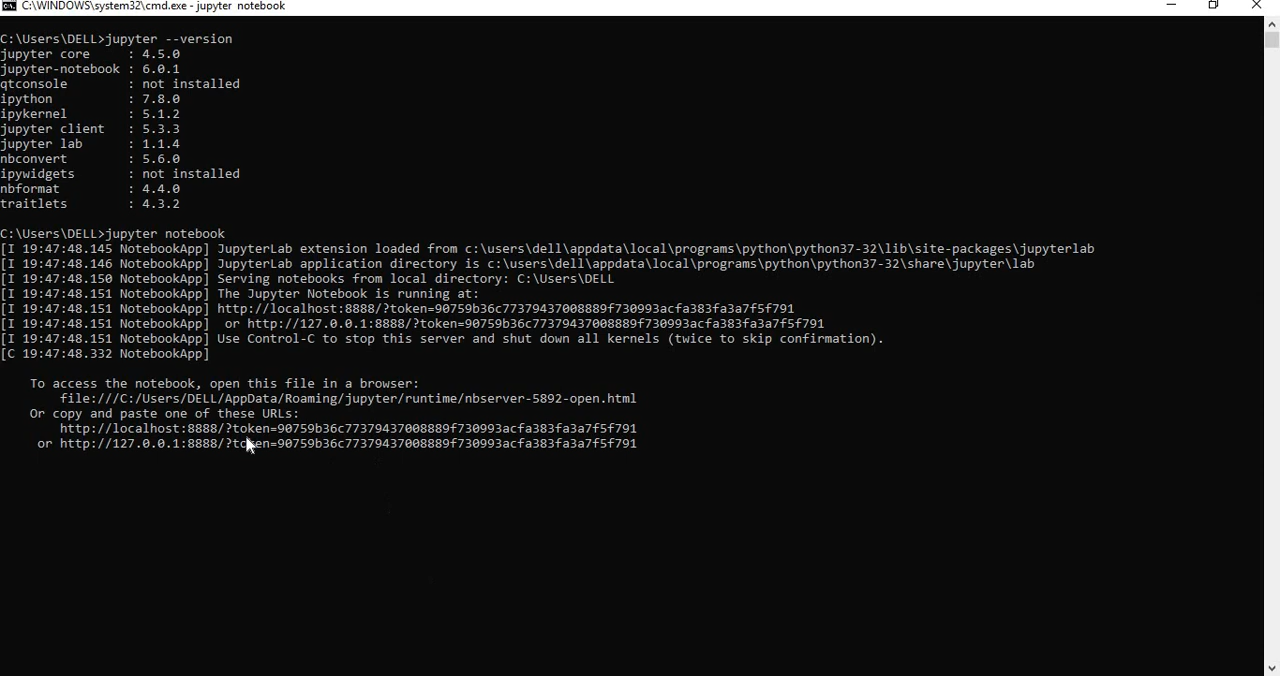 C:\WINDOWS\system32\cmd.exe - jupyter notebook
C:\Users\DELL>jupyter --version
jupyter core     : 4.5.0
jupyter-notebook : 6.0.1
qtconsole        : not installed
ipython          : 7.8.0
ipykernel        : 5.1.2
jupyter client   : 5.3.3
jupyter lab      : 1.1.4
nbconvert        : 5.6.0
ipywidgets       : not installed
nbformat         : 4.4.0
traitlets        : 4.3.2
C:\Users\DELL>jupyter notebook
[I 19:47:48.145 NotebookApp] JupyterLab extension loaded from c:\users\dell\appdata\local\programs\python\python37-32\lib\site-packages\jupyterlab
[I 19:47:48.146 NotebookApp] JupyterLab application directory is c:\users\dell\appdata\local\programs\python\python37-32\share\jupyter\lab
[I 19:47:48.150 NotebookApp] Serving notebooks from local directory: C:\Users\DELL
[I 19:47:48.151 NotebookApp] The Jupyter Notebook is running at:
[I 19:47:48.151 NotebookApp] http://localhost:8888/?token=90759b36c77379437008889f730993acfa383fa3a7f5f791
[I 19:47:48.151 NotebookApp]  or http://127.0.0.1:8888/?token=90759b36c77379437008889f730993acfa383fa3a7f5f791
[I 19:47:48.151 NotebookApp] Use Control-C to stop this server and shut down all kernels (twice to skip confirmation).
[C 19:47:48.332 NotebookApp]
To access the notebook, open this file in a browser:
file:///C:/Users/DELL/AppData/Roaming/jupyter/runtime/nbserver-5892-open.html
Or copy and paste one of these URLs:
http://localhost:8888/?token=90759b36c77379437008889f730993acfa383fa3a7f5f791
or http://127.0.0.1:8888/?token=90759b36c77379437008889f730993acfa383fa3a7f5f791